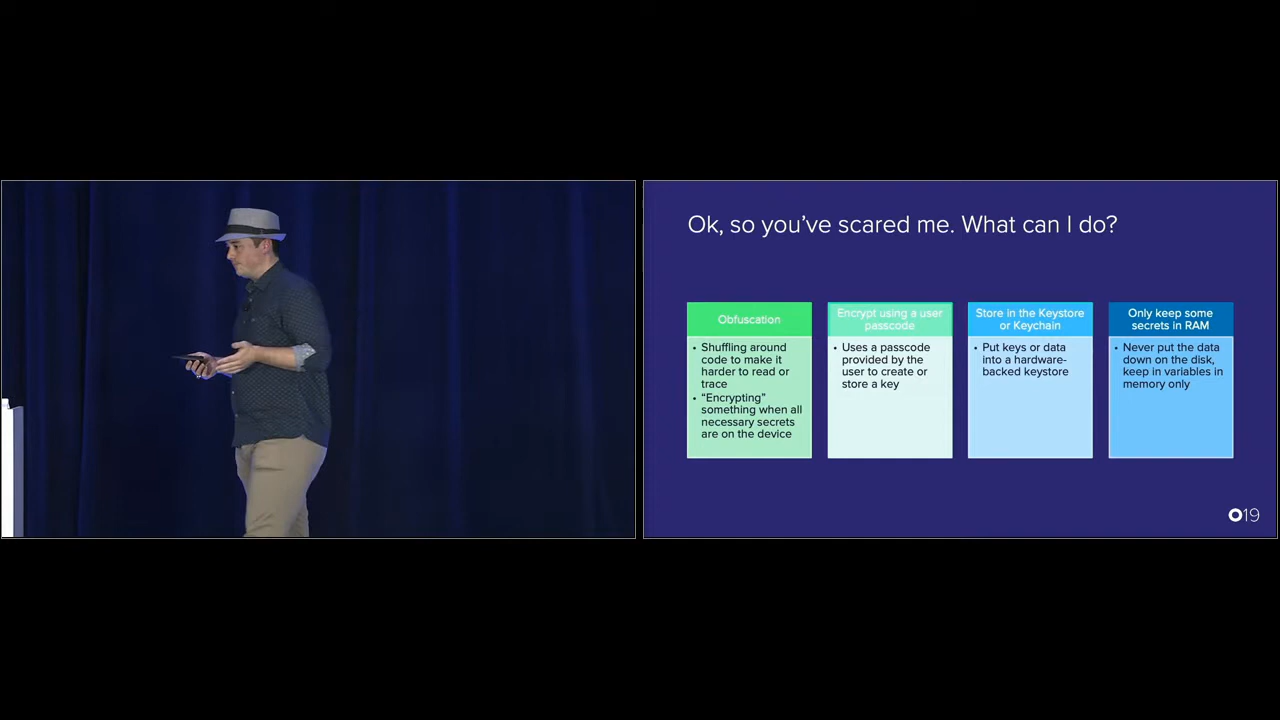 Ok, so you've scared me. What can I do?
Obfuscation
• Shuffling around
code to make it
harder to read or
trace
• “Encrypting”
something when all
necessary secrets
are on the device
Encrypt using a user
passcode
• Uses a passcode
provided by the
user to create or
store a key
Store in the Keystore
or Keychain
• Put keys or data
into a hardware-
backed keystore
Only keep some
secrets in RAM
• Never put the data
down on the disk,
keep in variables in
memory only
O19